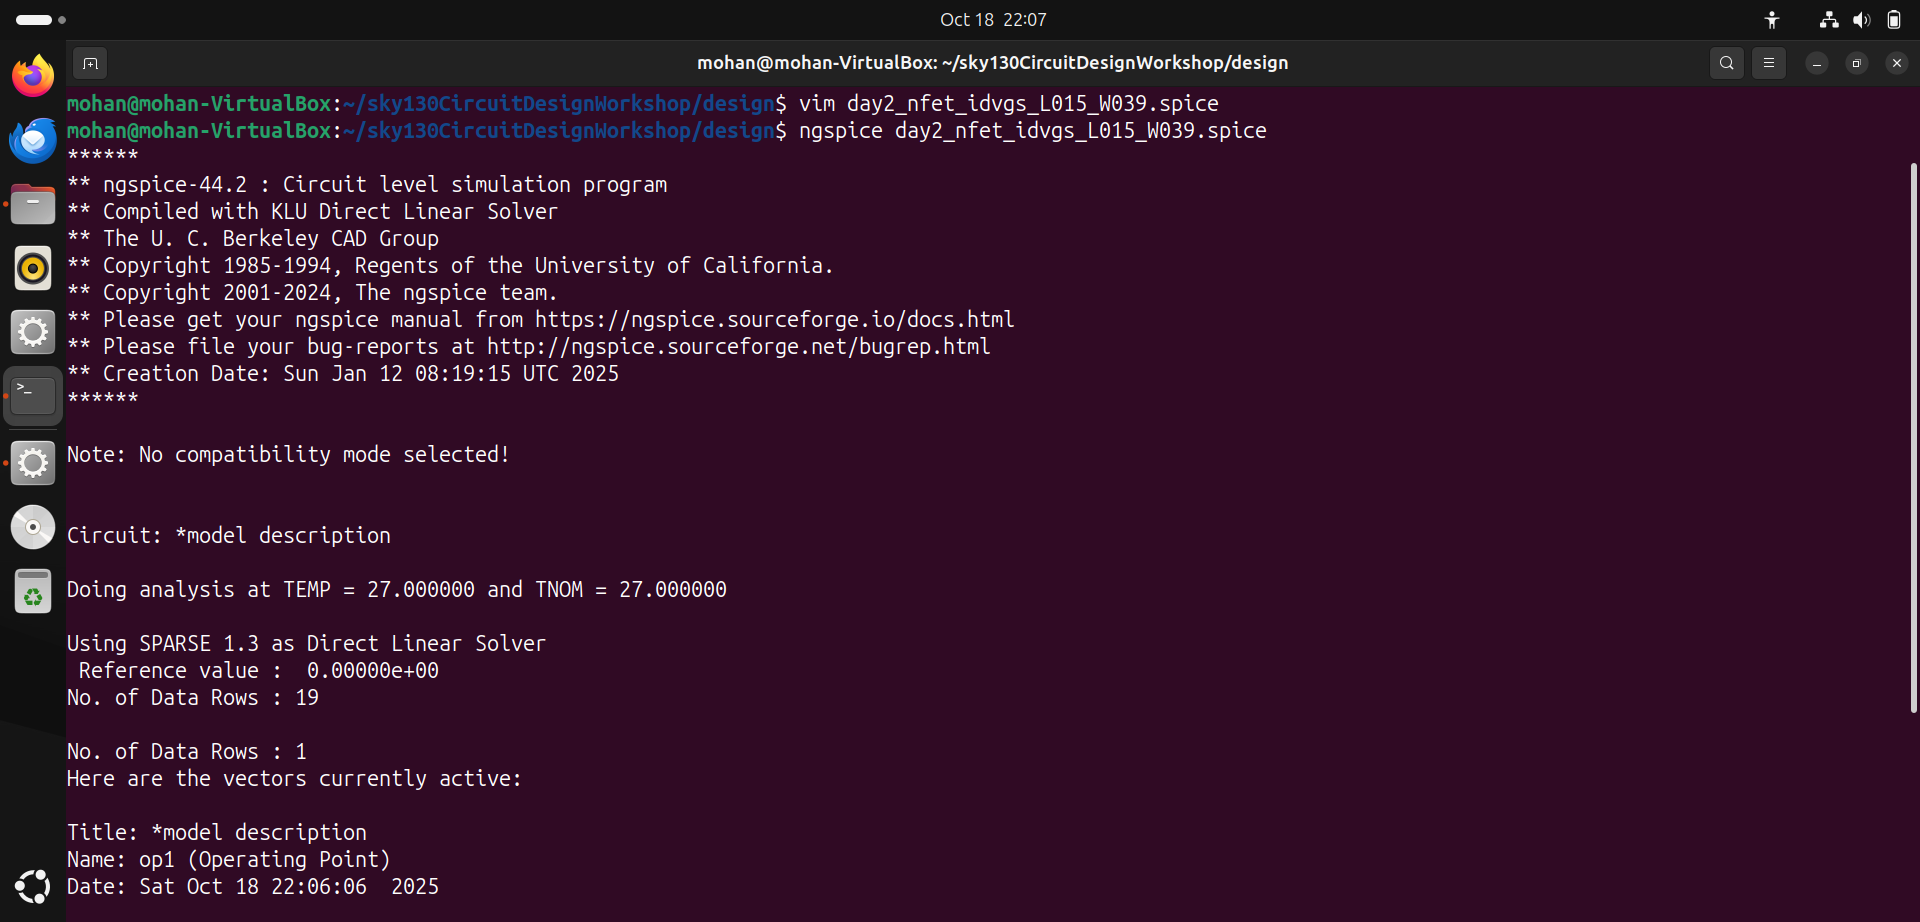 Oct 18 22:07
mohan@mohan-VirtualBox: ~/sky130CircuitDesignWorkshop/design
mohan@mohan-VirtualBox:~/sky130CircuitDesignWorkshop/design$ vim day2_nfet_idvgs_L015_W039.spice
mohan@mohan-VirtualBox:~/sky130CircuitDesignWorkshop/design$ ngspice day2_nfet_idvgs_L015_W039.spice
******
** ngspice-44.2 : Circuit level simulation program
** Compiled with KLU Direct Linear Solver
** The U. C. Berkeley CAD Group
** Copyright 1985-1994, Regents of the University of California.
** Copyright 2001-2024, The ngspice team.
** Please get your ngspice manual from https://ngspice.sourceforge.io/docs.html
** Please file your bug-reports at http://ngspice.sourceforge.net/bugrep.html
** Creation Date: Sun Jan 12 08:19:15 UTC 2025
******
Note: No compatibility mode selected!
Circuit: *model description
Doing analysis at TEMP = 27.000000 and TNOM = 27.000000
Using SPARSE 1.3 as Direct Linear Solver
 Reference value :  0.00000e+00
No. of Data Rows : 19
No. of Data Rows : 1
Here are the vectors currently active:
Title: *model description
Name: op1 (Operating Point)
Date: Sat Oct 18 22:06:06  2025